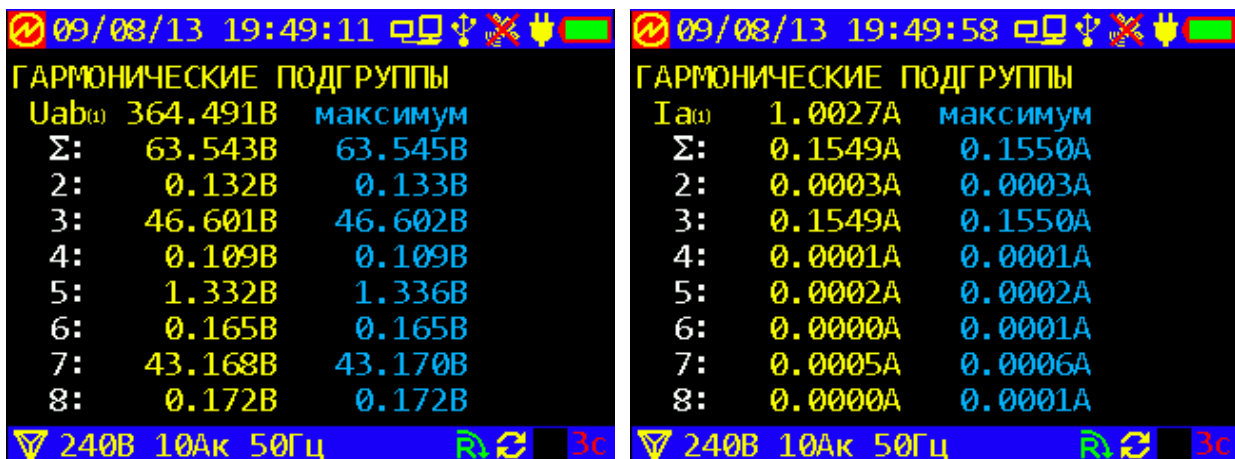 09/08/13 19:49:11
ГАРМОНИЧЕСКИЕ ПОДГРУППЫ
Uab(1) 364.491В максимум
Σ: 63.543В 63.545В
2: 0.132В 0.133В
3: 46.601В 46.602В
4: 0.109В 0.109В
5: 1.332В 1.336В
6: 0.165В 0.165В
7: 43.168В 43.170В
8: 0.172В 0.172В
240В 10Ак 50Гц R 3с
09/08/13 19:49:58
ГАРМОНИЧЕСКИЕ ПОДГРУППЫ
Ia(1) 1.0027А максимум
Σ: 0.1549А 0.1550А
2: 0.0003А 0.0003А
3: 0.1549А 0.1550А
4: 0.0001А 0.0001А
5: 0.0002А 0.0002А
6: 0.0000А 0.0001А
7: 0.0005А 0.0006А
8: 0.0000А 0.0001А
240В 10Ак 50Гц R 3с